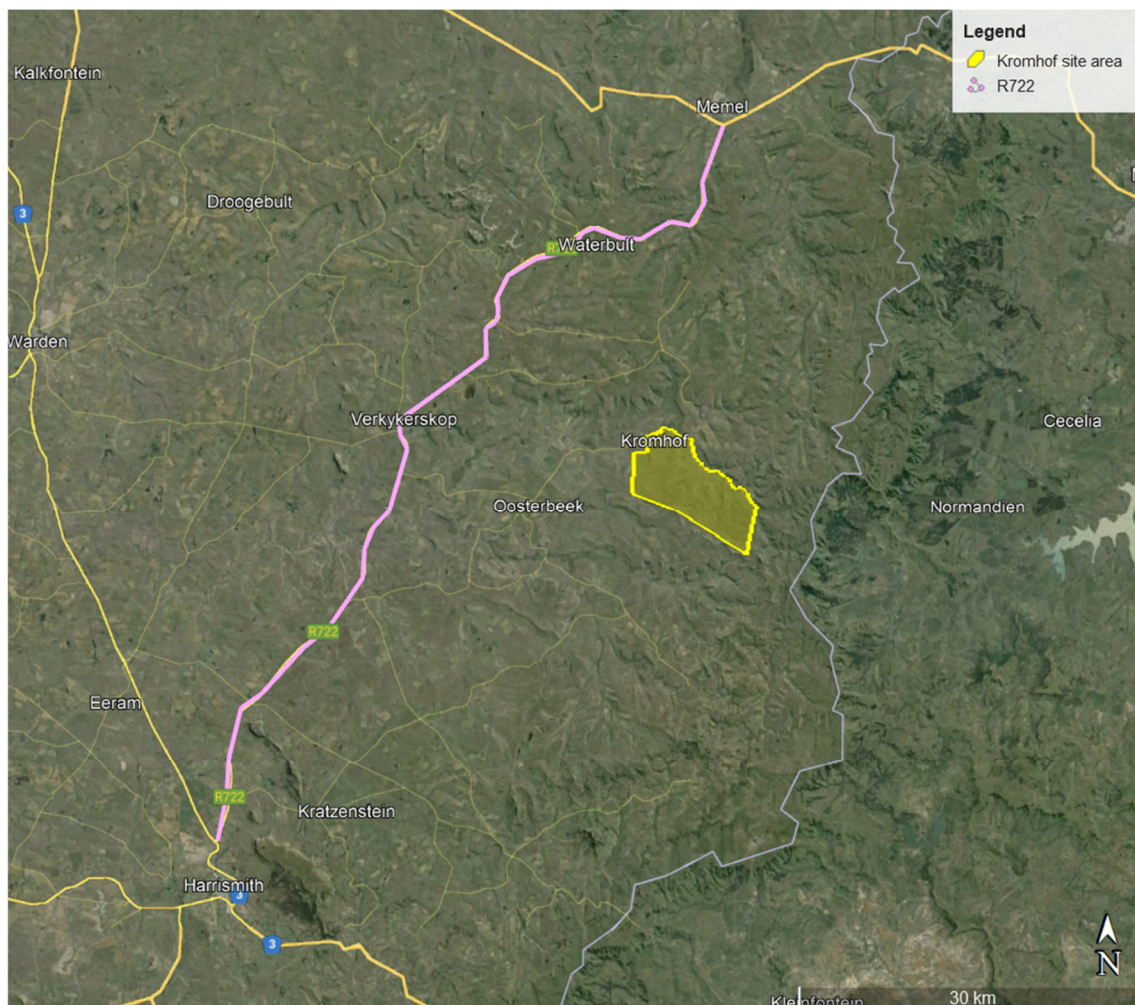 Legend
Kromhof site area
R722
Kalkfontein
Memel
3
Droogebult
Waterbult
Warden
Verkykerskop
Kromhof
Cecelia
Oosterbeek
Normandien
R722
Eeram
R722
Kratzenstein
Harrismith
3
3
N
30 km